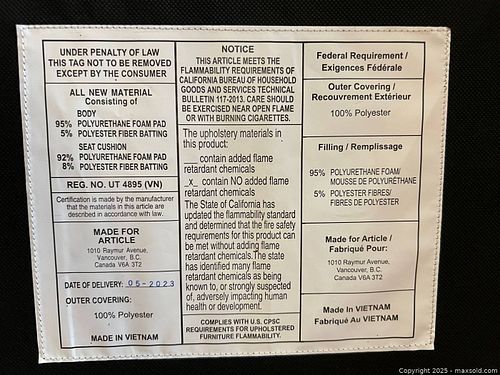 UNDER PENALTY OF LAW
THIS TAG NOT TO BE REMOVED
EXCEPT BY THE CONSUMER
ALL NEW MATERIAL
Consisting of
BODY
95% POLYURETHANE FOAM PAD
5% POLYESTER FIBER BATTING
SEAT CUSHION
92% POLYURETHANE FOAM PAD
8% POLYESTER FIBER BATTING
REG. NO. UT 4895 (VN)
Certification is made by the manufacturer
that the materials in this article are
described in accordance with law.
MADE FOR
ARTICLE
1010 Raymur Avenue,
Vancouver, B.C.
Canada V6A 3T2
DATE OF DELIVERY: 05-2023
OUTER COVERING:
100% Polyester
MADE IN VIETNAM
NOTICE
THIS ARTICLE MEETS THE
FLAMMABILITY REQUIREMENTS OF
CALIFORNIA BUREAU OF HOUSEHOLD
GOODS AND SERVICES TECHNICAL
BULLETIN 117-2013. CARE SHOULD
BE EXERCISED NEAR OPEN FLAME
OR WITH BURNING CIGARETTES.
The upholstery materials in
this product:
___ contain added flame
retardant chemicals
_x_ contain NO added flame
retardant chemicals
The State of California has
updated the flammability standard
and determined that the fire safety
requirements for this product can
be met without adding flame
retardant chemicals.The state
has identified many flame
retardant chemicals as being
known to, or strongly suspected
of, adversely impacting human
health or development.
COMPLIES WITH U.S. CPSC
REQUIREMENTS FOR UPHOLSTERED
FURNITURE FLAMMABILITY.
Federal Requirement /
Exigences Fédérale
Outer Covering /
Recouvrement Extérieur
100% Polyester
Filling / Remplissage
95% POLYURETHANE FOAM/
MOUSSE DE POLYURÉTHANE
5% POLYESTER FIBRES/
FIBRES DE POLYESTER
Made for Article /
Fabriqué Pour:
1010 Raymur Avenue,
Vancouver, B.C.
Canada V6A 3T2
Made In VIETNAM
Fabriqué Au VIETNAM
Copyright 2025 - maxsold.com